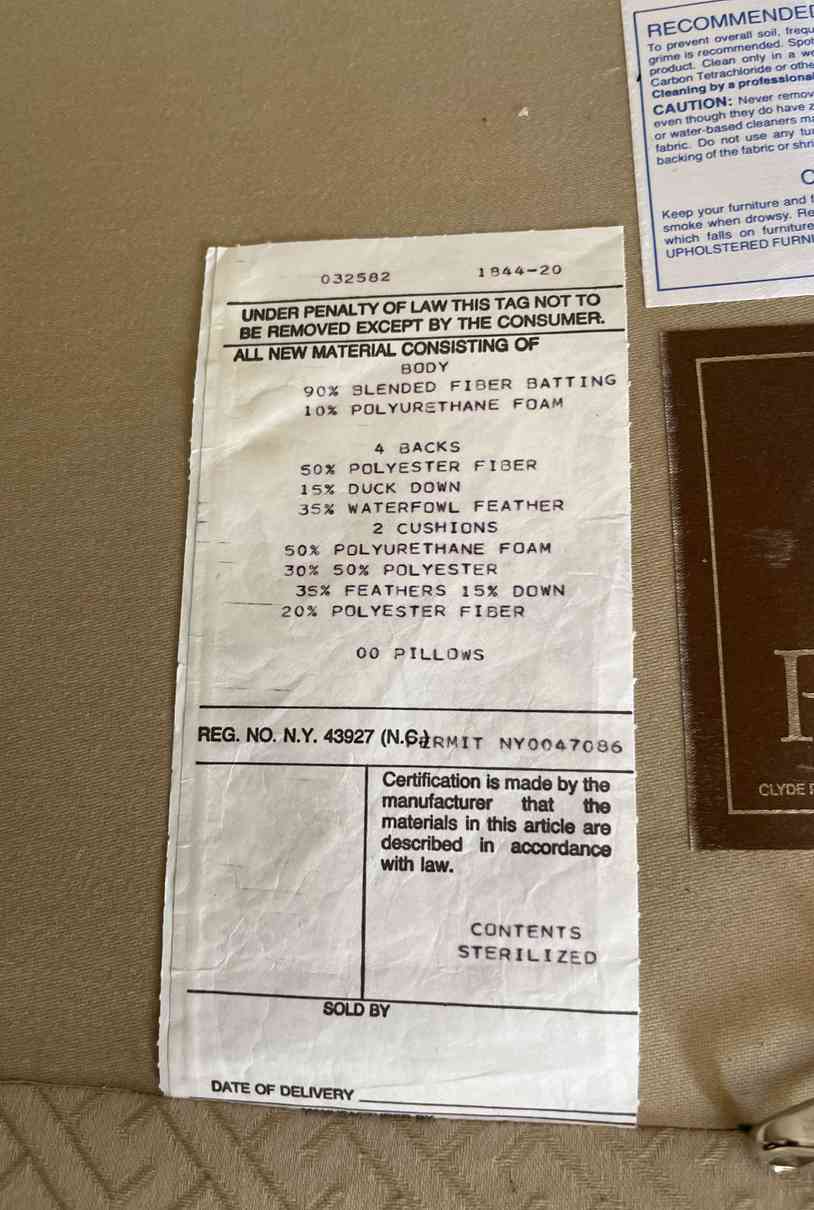 RECOMMENDED
To prevent overall soil, frequ
grime is recommended. Spot
product. Clean only in a we
Carbon Tetrachloride or othe
Cleaning by a professional
CAUTION: Never remov
even though they do have z
or water-based cleaners ma
fabric. Do not use any tu
backing of the fabric or shri
Keep your furniture and f
smoke when drowsy. Re
which falls on furniture
UPHOLSTERED FURNI
032582 1844-20
UNDER PENALTY OF LAW THIS TAG NOT TO
BE REMOVED EXCEPT BY THE CONSUMER.
ALL NEW MATERIAL CONSISTING OF
BODY
90% BLENDED FIBER BATTING
10% POLYURETHANE FOAM
4 BACKS
50% POLYESTER FIBER
15% DUCK DOWN
35% WATERFOWL FEATHER
2 CUSHIONS
50% POLYURETHANE FOAM
30% 50% POLYESTER
35% FEATHERS 15% DOWN
20% POLYESTER FIBER
00 PILLOWS
REG. NO. N.Y. 43927 (N.C.) PERMIT NY0047086
Certification is made by the
manufacturer that the
materials in this article are
described in accordance
with law.
CONTENTS
STERILIZED
SOLD BY
DATE OF DELIVERY
CLYDE